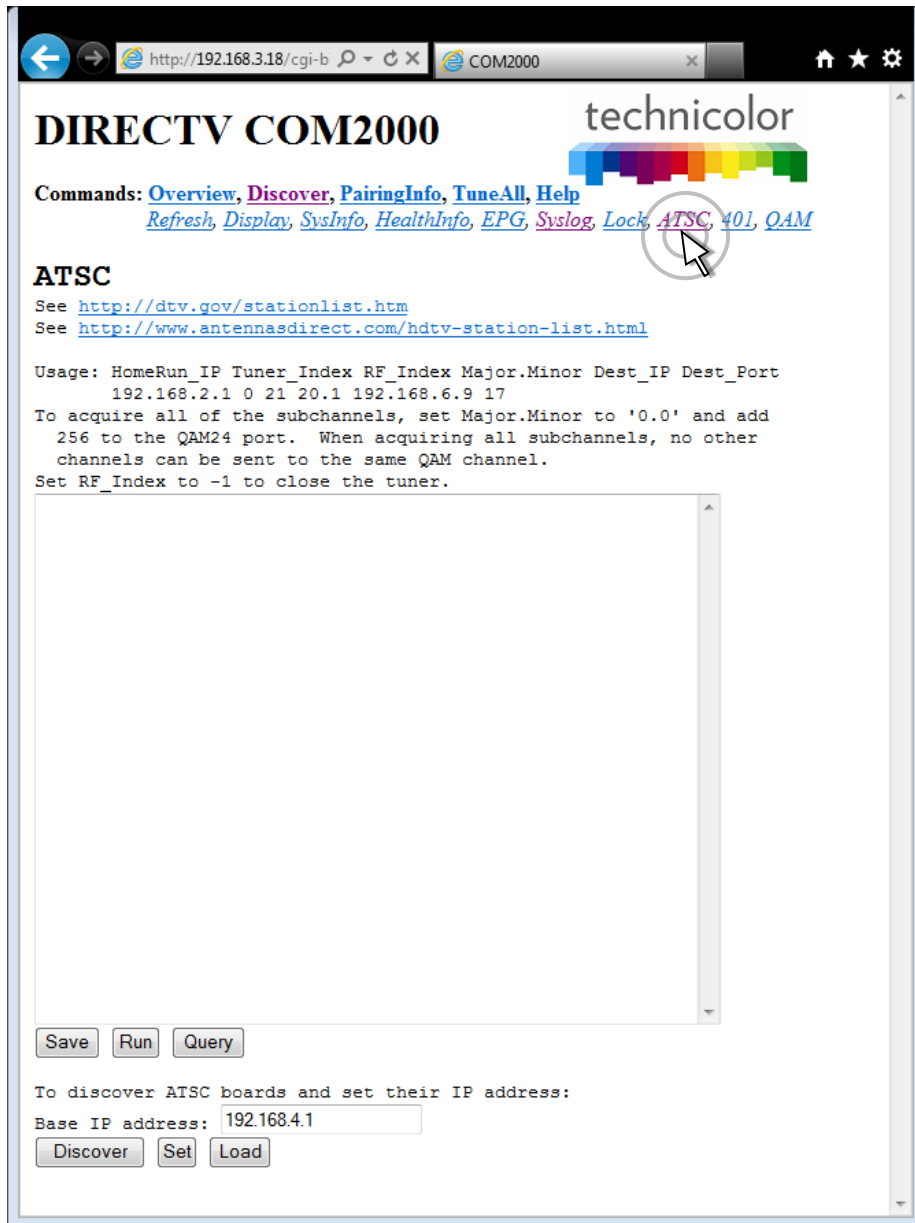 http://192.168.3.18/cgi-b
COM2000
technicolor
DIRECTV COM2000
Commands: Overview, Discover, PairingInfo, TuneAll, Help
Refresh, Display, SysInfo, HealthInfo, EPG, Syslog, Lock, ATSC, 401, QAM
ATSC
See http://dtv.gov/stationlist.htm
See http://www.antennasdirect.com/hdtv-station-list.html
Usage: HomeRun_IP Tuner_Index RF_Index Major.Minor Dest_IP Dest_Port
192.168.2.1 0 21 20.1 192.168.6.9 17
To acquire all of the subchannels, set Major.Minor to '0.0' and add
256 to the QAM24 port. When acquiring all subchannels, no other
channels can be sent to the same QAM channel.
Set RF_Index to -1 to close the tuner.
Save Run Query
To discover ATSC boards and set their IP address:
Base IP address: 192.168.4.1
Discover Set Load